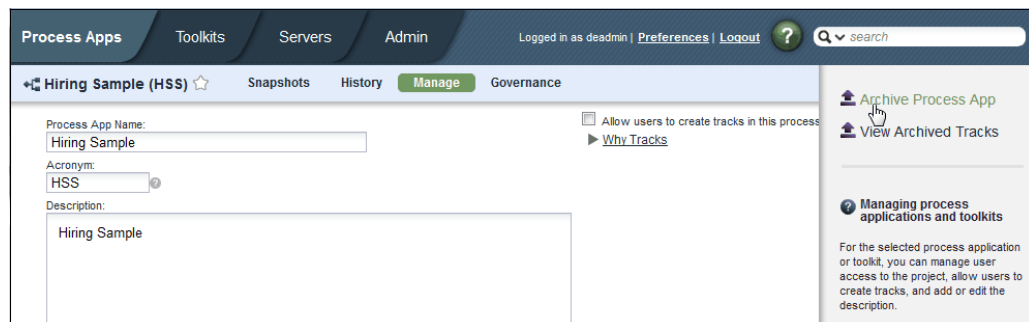 Process Apps Toolkits Servers Admin Logged in as deadmin | Preferences | Logout ? search
Hiring Sample (HSS) Snapshots History Manage Governance
Archive Process App
View Archived Tracks
Process App Name:
Hiring Sample
Allow users to create tracks in this process
Why Tracks
Acronym:
HSS ?
Description:
Hiring Sample
? Managing process
applications and toolkits
For the selected process application
or toolkit, you can manage user
access to the project, allow users to
create tracks, and add or edit the
description.